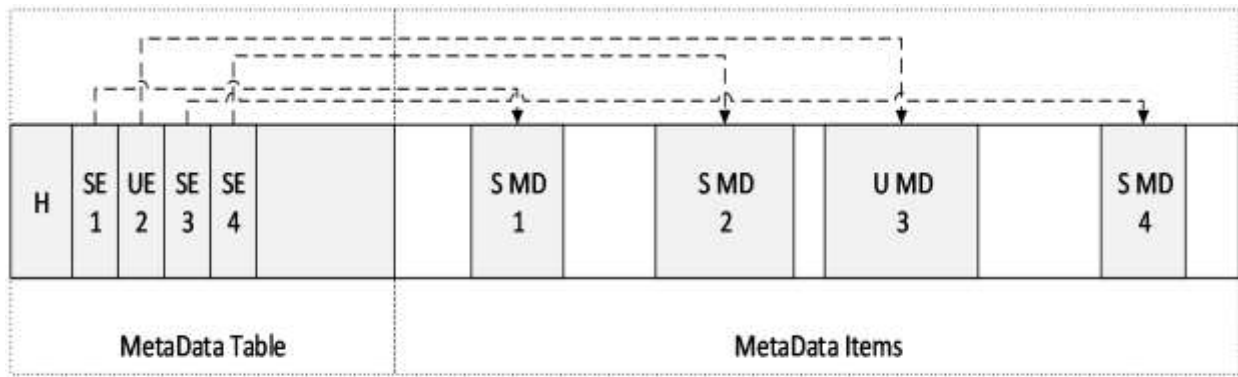 H
SE
1
UE
2
SE
3
SE
4
S MD
1
S MD
2
U MD
3
S MD
4
MetaData Table
MetaData Items